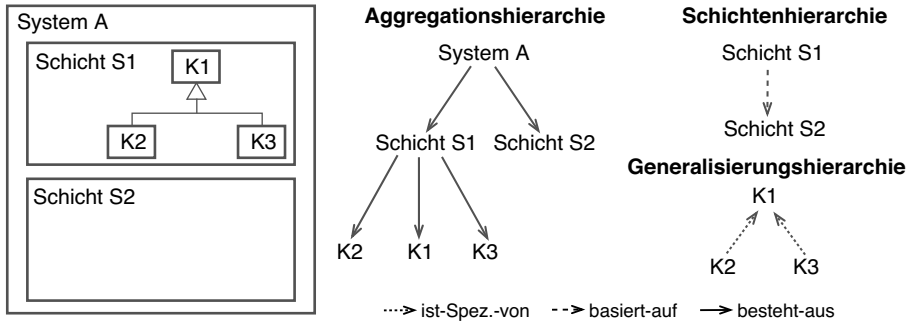 System A
Schicht S1
K1
K2
K3
Schicht S2
Aggregationshierarchie
System A
Schicht S1
Schicht S2
K2
K1
K3
Schichtenhierarchie
Schicht S1
Schicht S2
Generalisierungshierarchie
K1
K2
K3
ist-Spez.-von
basiert-auf
besteht-aus